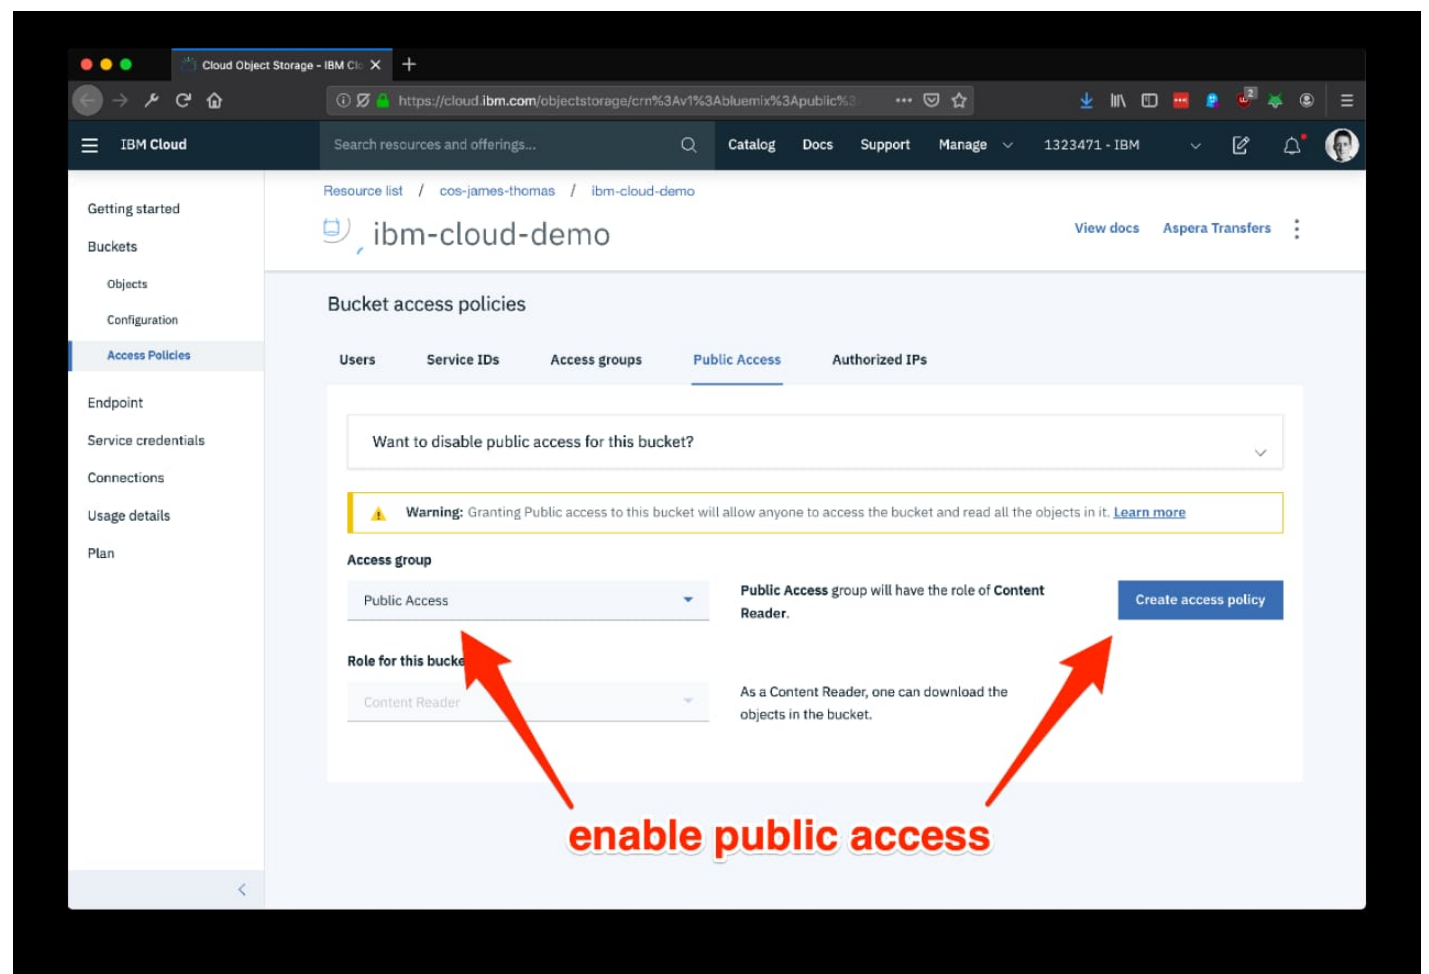 Cloud Object Storage - IBM Clo
https://cloud.ibm.com/objectstorage/crn%3Av1%3Abluemix%3Apublic%3
2
IBM Cloud
Search resources and offerings...
Catalog
Docs
Support
Manage
1323471 - IBM
Resource list / cos-james-thomas / ibm-cloud-demo
ibm-cloud-demo
View docs
Aspera Transfers
Getting started
Buckets
Objects
Configuration
Access Policies
Endpoint
Service credentials
Connections
Usage details
Plan
Bucket access policies
Users
Service IDs
Access groups
Public Access
Authorized IPs
Want to disable public access for this bucket?
Warning: Granting Public access to this bucket will allow anyone to access the bucket and read all the objects in it. Learn more
Access group
Public Access
Public Access group will have the role of Content
Reader.
Create access policy
Role for this bucke
Content Reader
As a Content Reader, one can download the
objects in the bucket.
enable public access